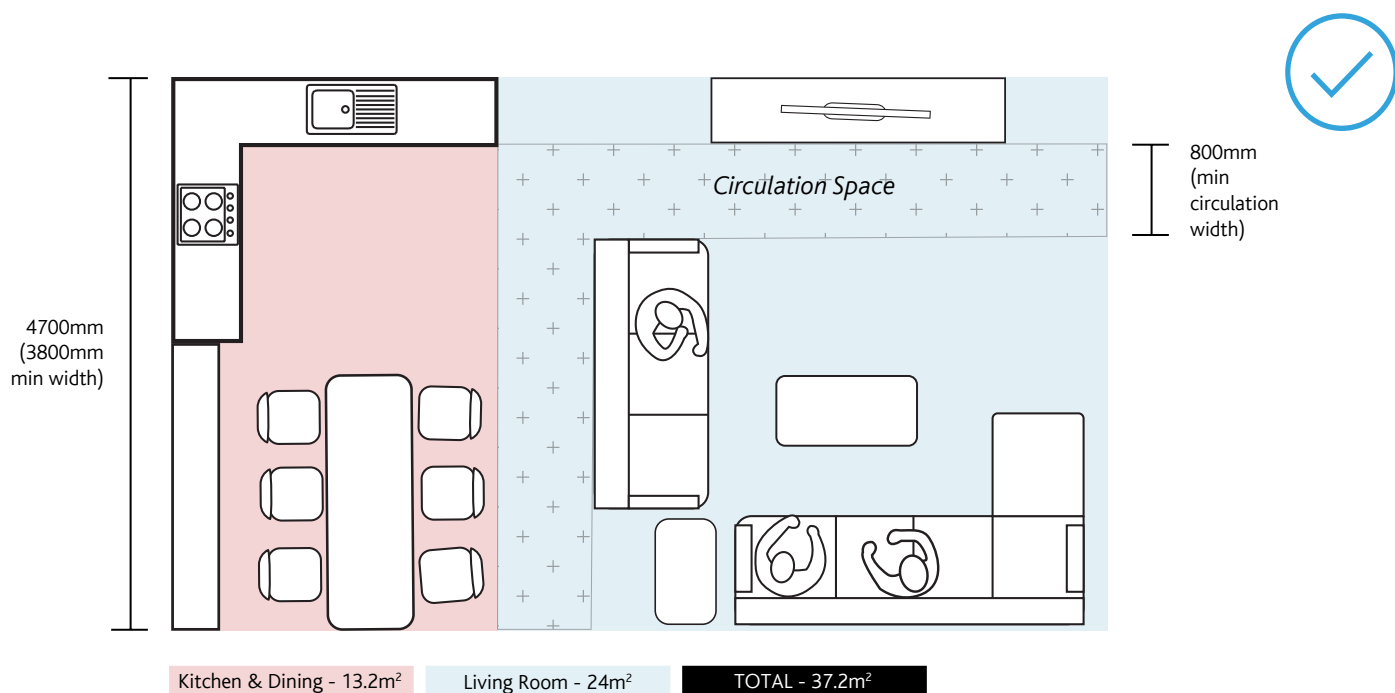 800mm
(min
circulation
width)
Circulation Space
4700mm
(3800mm
min width)
Kitchen & Dining - 13.2m²
Living Room - 24m²
TOTAL - 37.2m²